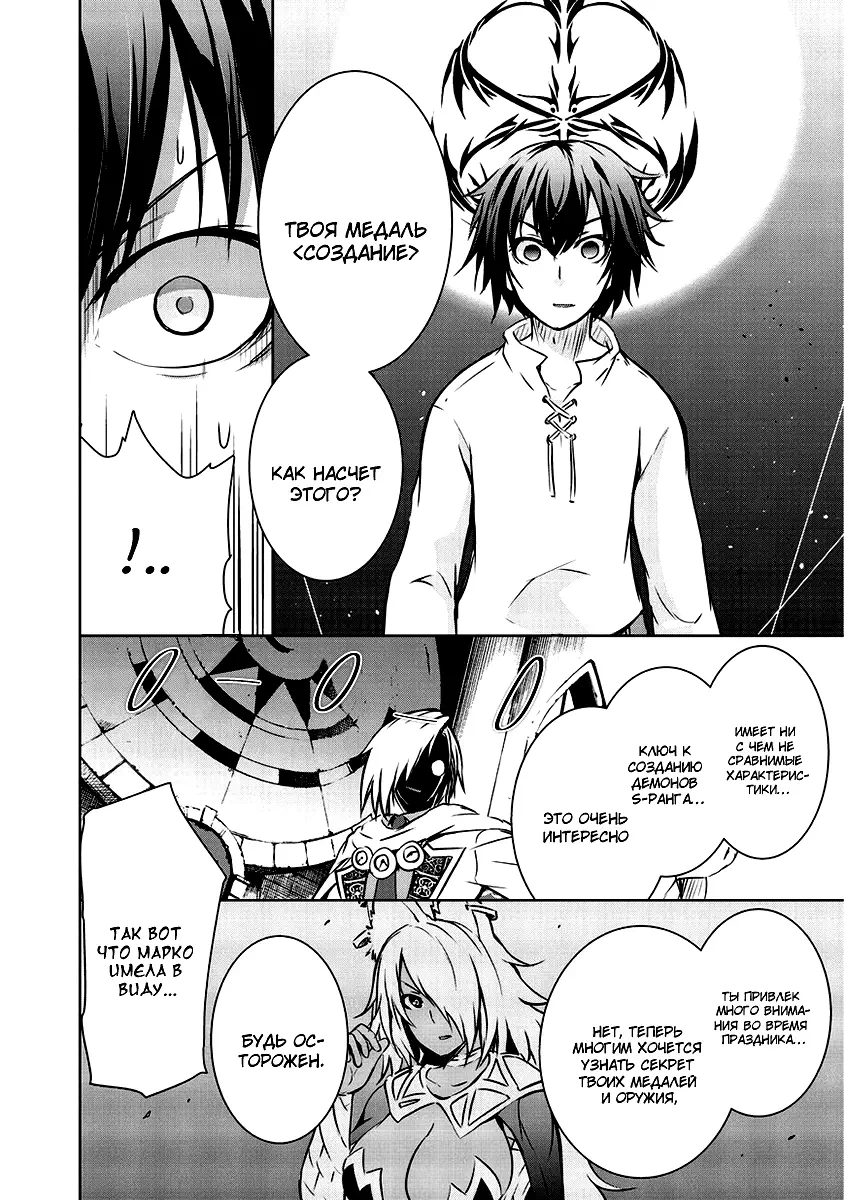 ТВОЯ МЕДАЛЬ
<СОЗДАНИЕ>
КАК НАСЧЕТ
ЭТОГО?
!..
ИМЕЕТ НИ
С ЧЕМ НЕ
СРАВНИМЫЕ
ХАРАКТЕРИС-
ТИКИ...
КЛЮЧ К
СОЗДАНИЮ
ДЕМОНОВ
S-РАНГА...
ЭТО ОЧЕНЬ
ИНТЕРЕСНО
ТЫ ПРИВЛЕК
МНОГО ВНИМА-
НИЯ ВО ВРЕМЯ
ПРАЗДНИКА...
НЕТ, ТЕПЕРЬ
МНОГИМ ХОЧЕТСЯ
УЗНАТЬ СЕКРЕТ
ТВОИХ МЕДАЛЕЙ
И ОРУЖИЯ,
БУДЬ ОС-
ТОРОЖЕН.
ТАК ВОТ
ЧТО МАРКО
ИМЕЛА В
ВИДУ...